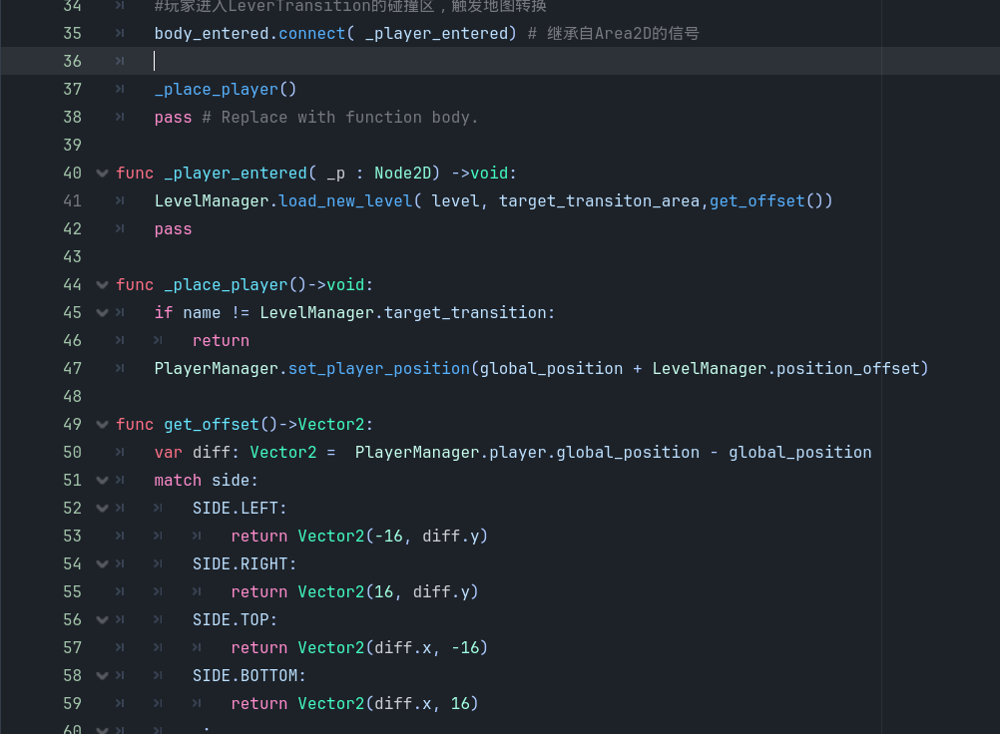 34 #玩家进入LeverTransition的碰撞区，触发地图转换
35 body_entered.connect( _player_entered) # 继承自Area2D的信号
36
37 _place_player()
38 pass # Replace with function body.
39
40 func _player_entered( _p : Node2D) ->void:
41 LevelManager.load_new_level( level, target_transiton_area,get_offset())
42 pass
43
44 func _place_player()->void:
45 if name != LevelManager.target_transition:
46 return
47 PlayerManager.set_player_position(global_position + LevelManager.position_offset)
48
49 func get_offset()->Vector2:
50 var diff: Vector2 =  PlayerManager.player.global_position - global_position
51 match side:
52 SIDE.LEFT:
53 return Vector2(-16, diff.y)
54 SIDE.RIGHT:
55 return Vector2(16, diff.y)
56 SIDE.TOP:
57 return Vector2(diff.x, -16)
58 SIDE.BOTTOM:
59 return Vector2(diff.x, 16)
60